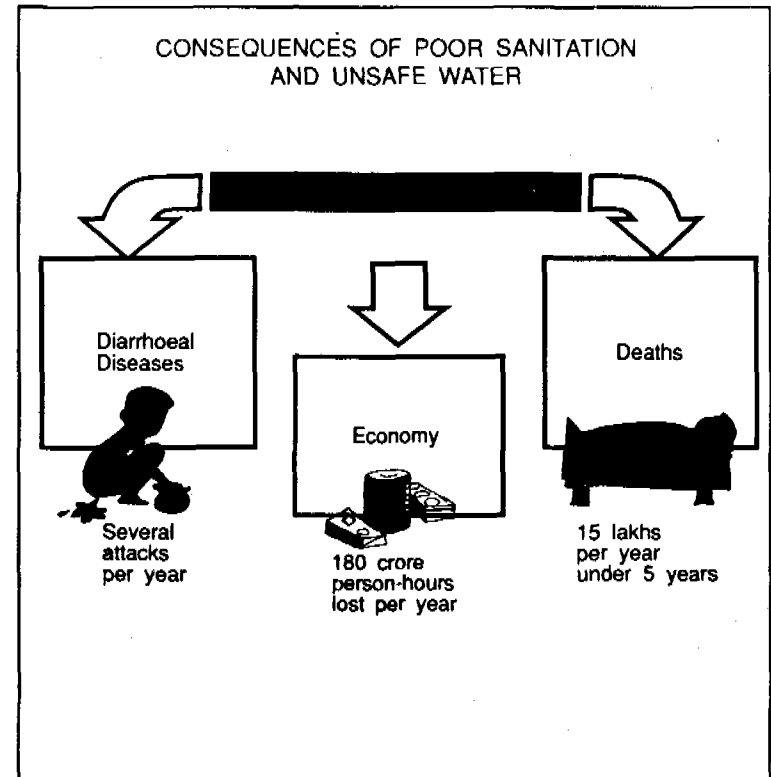 CONSEQUENCES OF POOR SANITATION
AND UNSAFE WATER
Diarrhoeal
Diseases
Several
attacks
per year
Economy
180 crore
person-hours
lost per year
Deaths
15 lakhs
per year
under 5 years